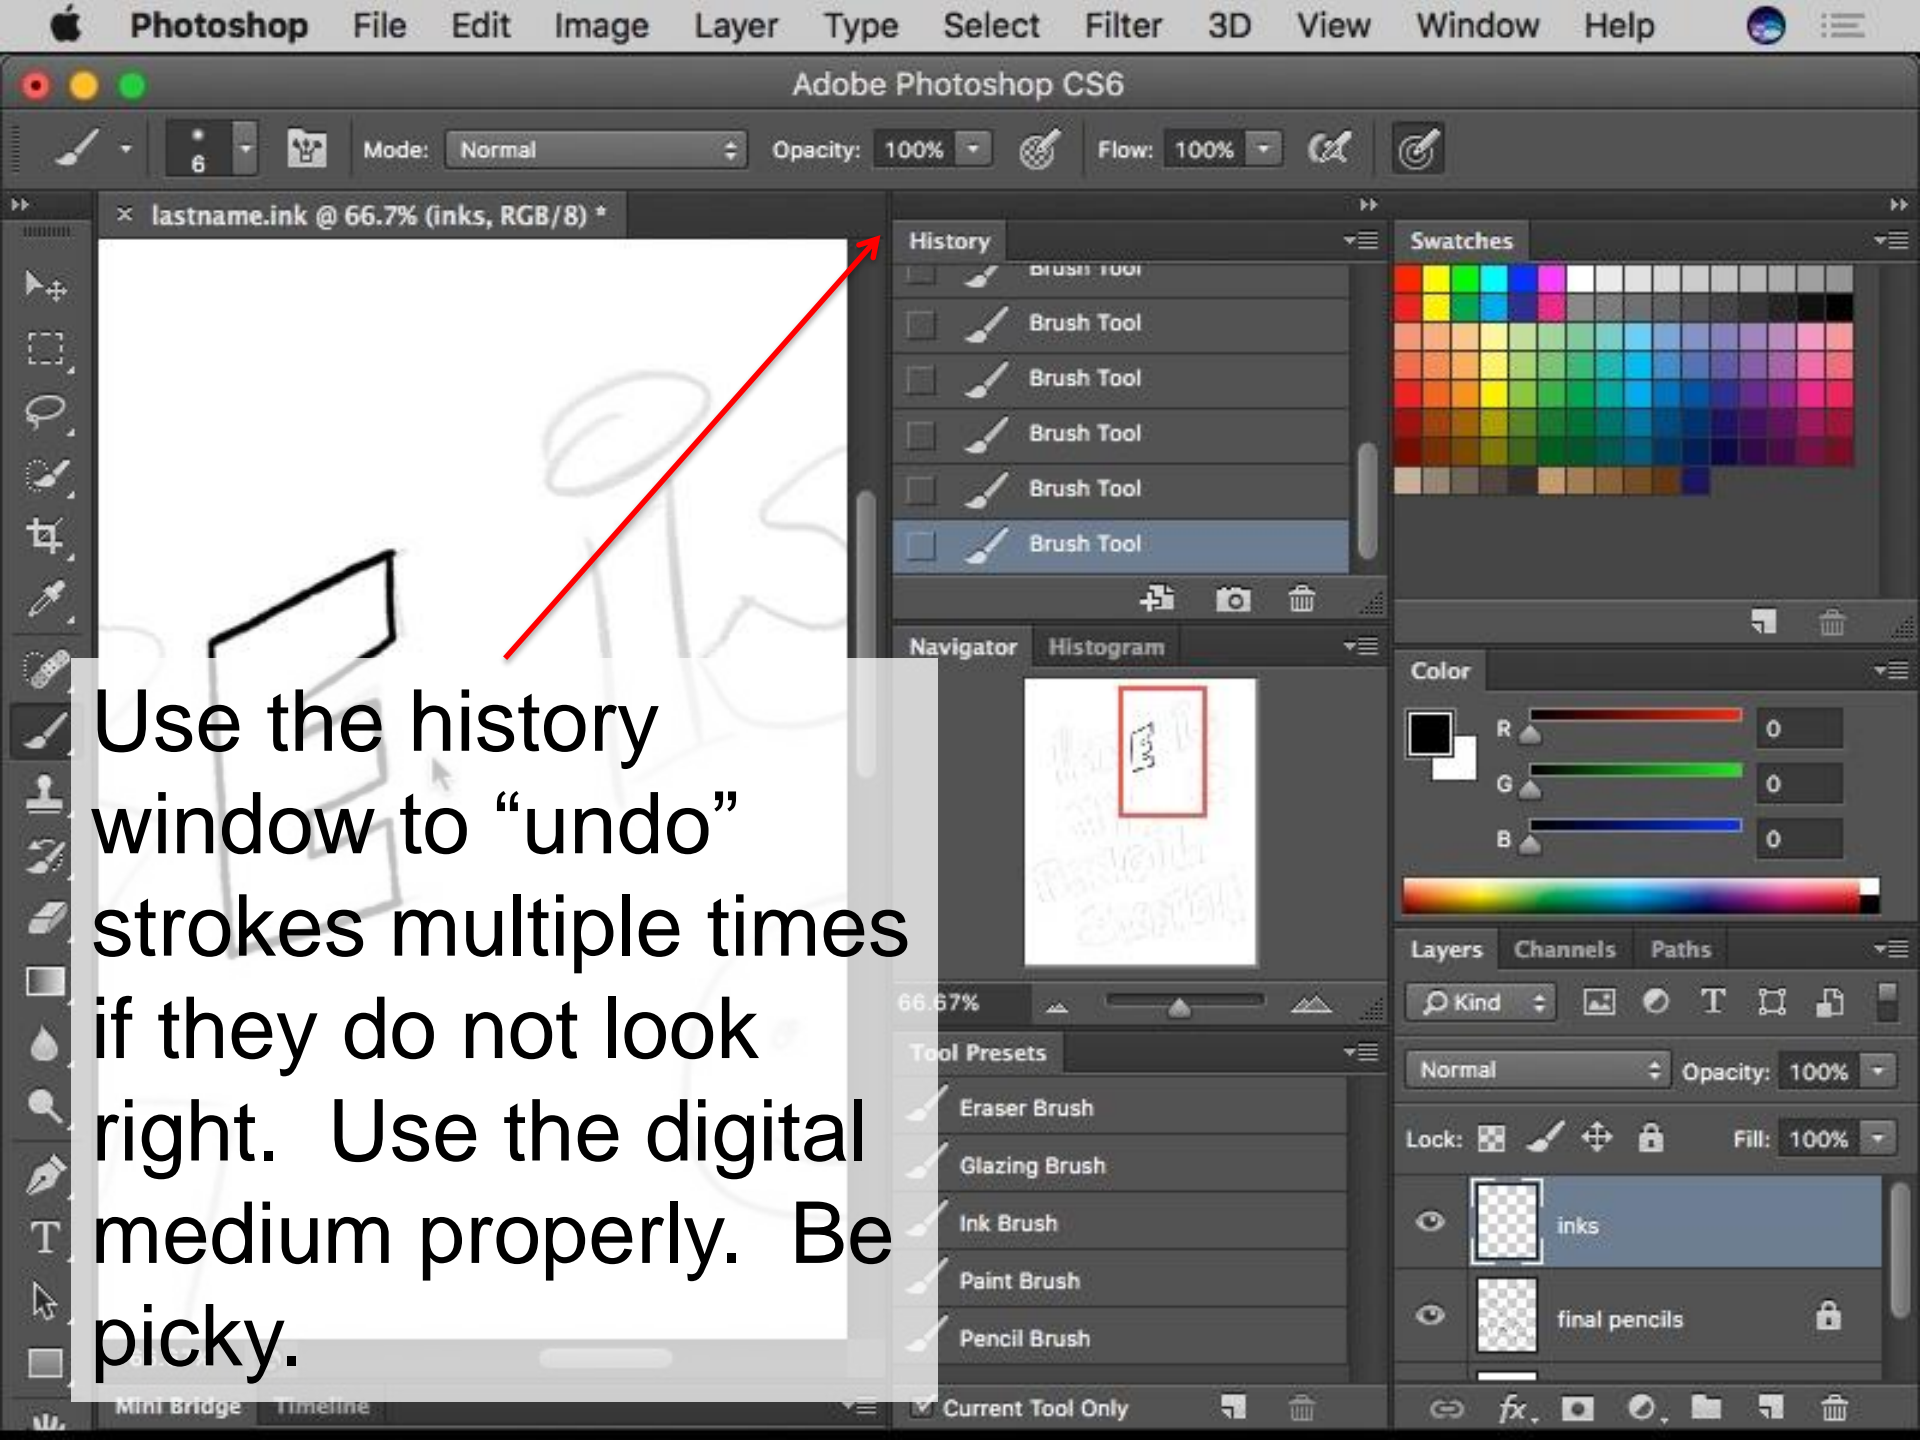 Photoshop File Edit Image Layer Type Select Filter 3D View Window Help
Adobe Photoshop CS6
6 Mode: Normal Opacity: 100% Flow: 100%
× lastname.ink @ 66.7% (inks, RGB/8) *
History
Brush Tool
Brush Tool
Brush Tool
Brush Tool
Brush Tool
Brush Tool
Swatches
Navigator Histogram
Color
R 0
G 0
B 0
Use the history
window to “undo”
strokes multiple times
if they do not look
right. Use the digital
medium properly. Be
picky.
66.67%
Tool Presets
Eraser Brush
Glazing Brush
Ink Brush
Paint Brush
Pencil Brush
Current Tool Only
Layers Channels Paths
Kind
Normal Opacity: 100%
Lock: Fill: 100%
inks
final pencils
fx
Mini Bridge Timeline